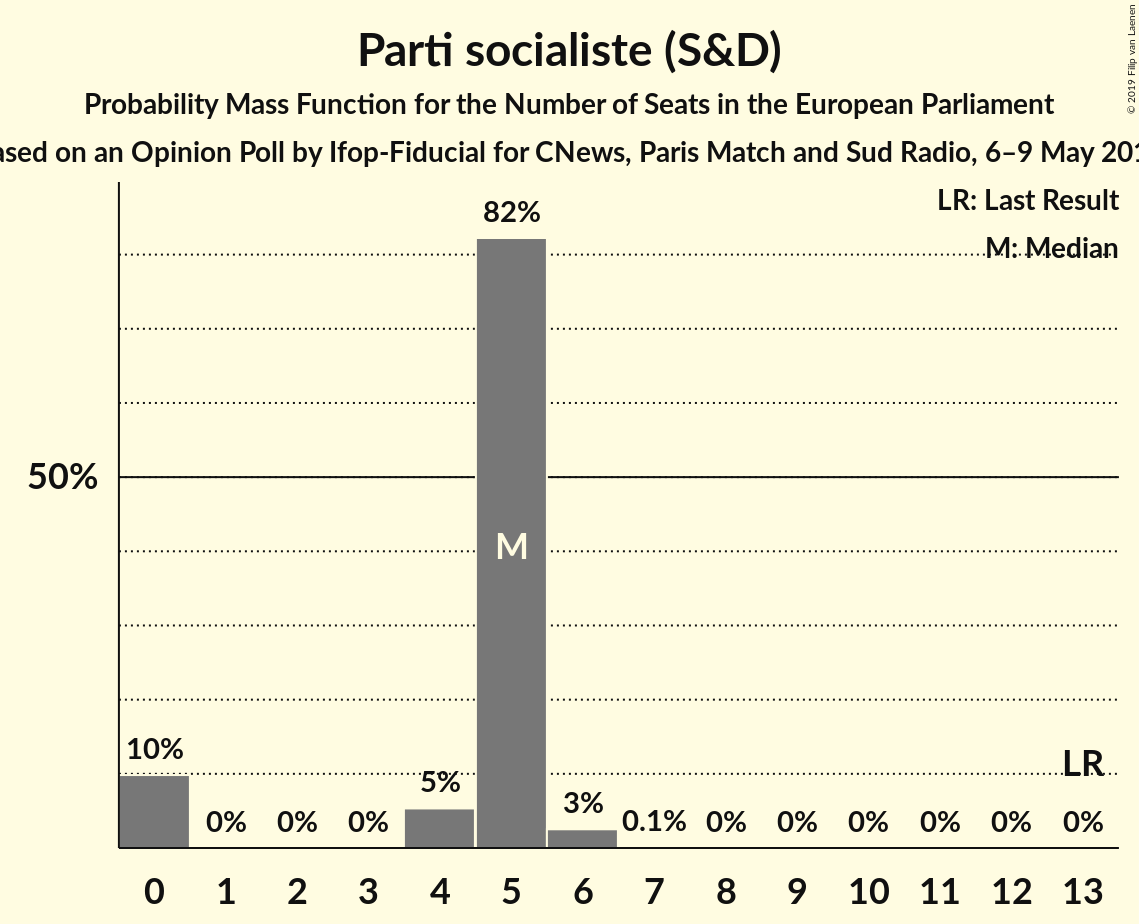 Parti socialiste (S&D)
Probability Mass Function for the Number of Seats in the European Parliament
ased on an Opinion Poll by Ifop-Fiducial for CNews, Paris Match and Sud Radio, 6–9 May 201
© 2019 Filip van Laenen
LR: Last Result
M: Median
82%
50%
M
10%
0%
0%
0%
5%
3%
0.1%
0%
0%
0%
0%
0%
LR
0%
0 1 2 3 4 5 6 7 8 9 10 11 12 13